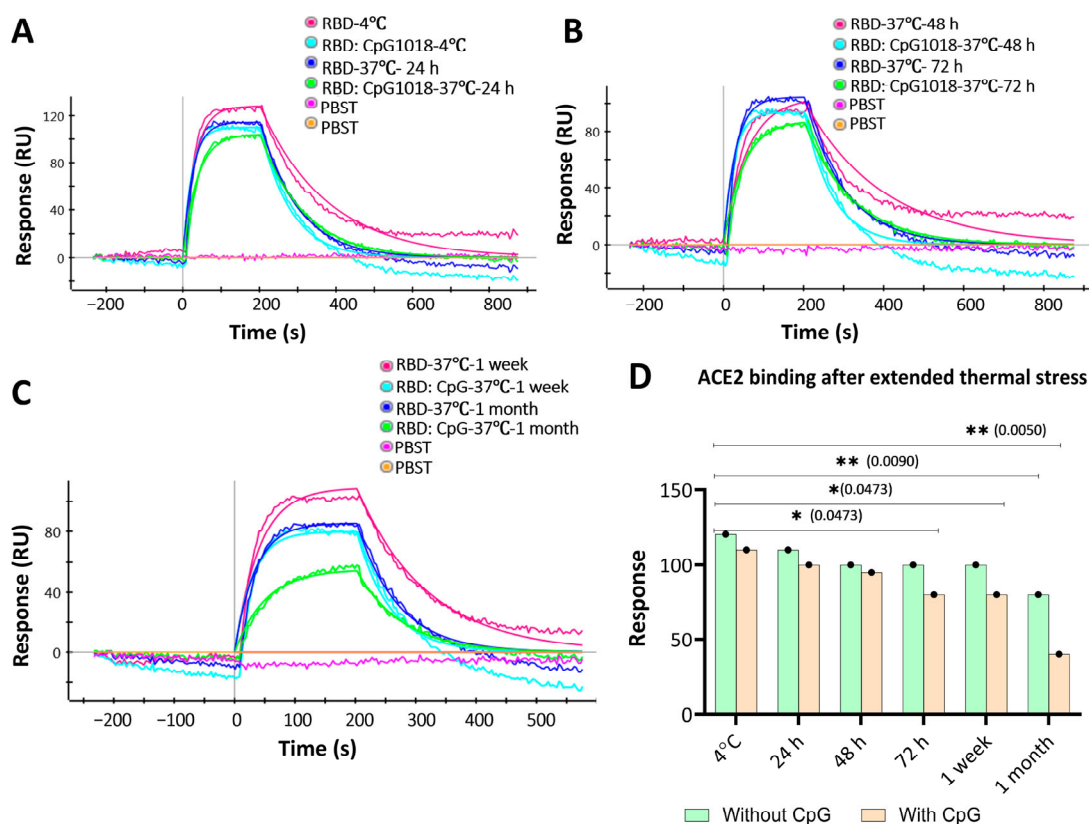 A
RBD-4℃
RBD: CpG1018-4℃
RBD-37℃- 24 h
RBD: CpG1018-37℃-24 h
PBST
PBST
Response (RU)
120
80
40
0
−200
0
200
400
600
800
Time (s)
B
RBD-37℃-48 h
RBD: CpG1018-37℃-48 h
RBD-37℃- 72 h
RBD: CpG1018-37℃-72 h
PBST
PBST
Response (RU)
80
40
0
−200
0
200
400
600
800
Time (s)
C
RBD-37℃-1 week
RBD: CpG-37℃-1 week
RBD-37℃-1 month
RBD: CpG-37℃-1 month
PBST
PBST
Response (RU)
80
40
0
−200
−100
0
100
200
300
400
500
Time (s)
D
ACE2 binding after extended thermal stress
** (0.0050)
** (0.0090)
*(0.0473)
* (0.0473)
Response
150
100
50
0
4°C
24 h
48 h
72 h
1 week
1 month
Without CpG
With CpG